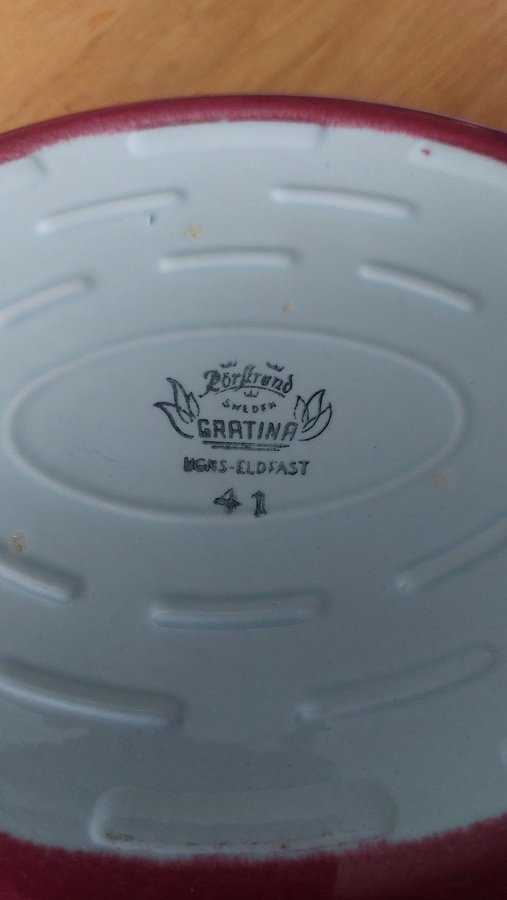 Rörstrand
SWEDEN
GRATINA
UGNS-ELDFAST
41